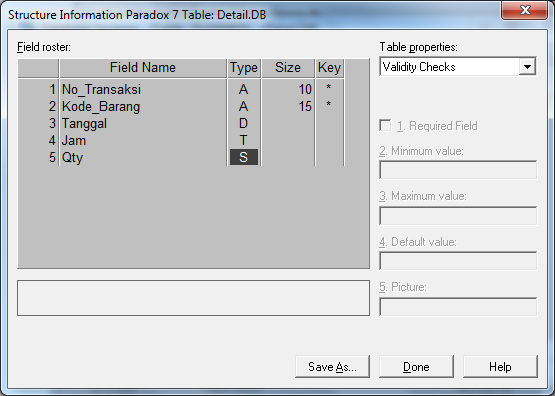 Structure Information Paradox 7 Table: Detail.DB
Field roster:
Field Name Type Size Key
1 No_Transaksi A 10 *
2 Kode_Barang A 15 *
3 Tanggal D
4 Jam T
5 Qty S
Table properties:
Validity Checks
1. Required Field
2. Minimum value:
3. Maximum value:
4. Default value:
5. Picture:
Save As... Done Help